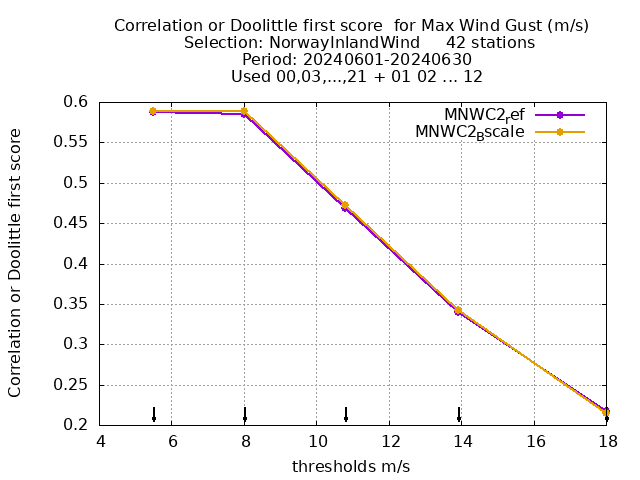 Correlation or Doolittle first score  for Max Wind Gust (m/s)
Selection: NorwayInlandWind     42 stations
Period: 20240601-20240630
Used 00,03,...,21 + 01 02 ... 12
MNWC2ref
MNWC2Bscale
Correlation or Doolittle first score
0.6
0.55
0.5
0.45
0.4
0.35
0.3
0.25
0.2
4 6 8 10 12 14 16 18
thresholds m/s